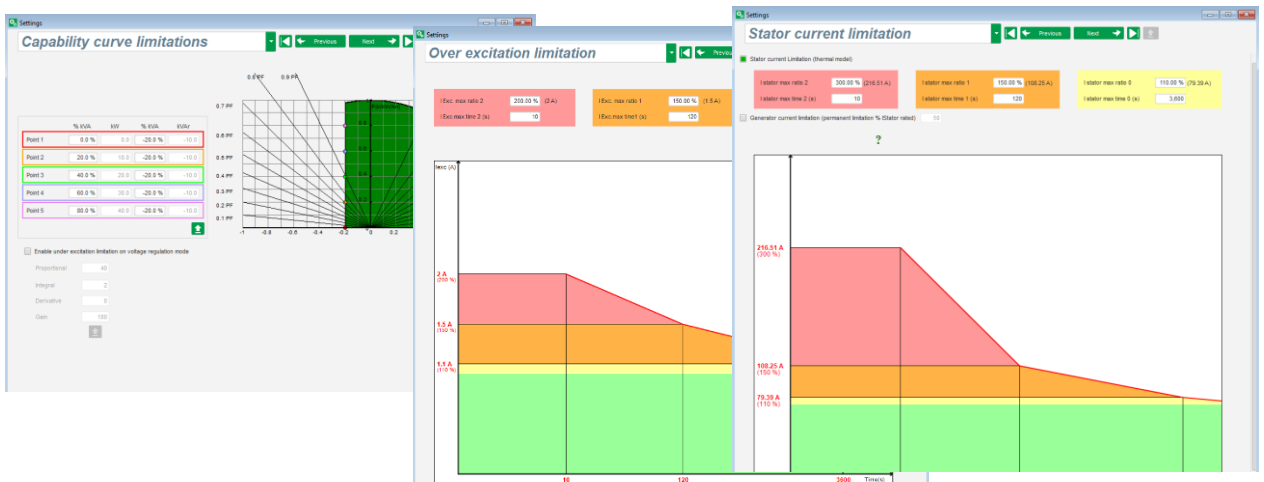 Settings
Capability curve limitations
Previous
Next
% kVA
kW
% kVA
kVAr
Point 1
0.0 %
0.0
-20.0 %
-10.0
Point 2
20.0 %
10.0
-20.0 %
-10.0
Point 3
40.0 %
20.0
-20.0 %
-10.0
Point 4
60.0 %
30.0
-20.0 %
-10.0
Point 5
80.0 %
40.0
-20.0 %
-10.0
0.9 PF
0.7 PF
0.6 PF
0.5 PF
0.4 PF
0.3 PF
0.2 PF
0.1 PF
-1
-0.8
-0.6
-0.4
-0.2
0
0.2
Enable under excitation limitation on voltage regulation mode
Proportional
40
Integral
2
Derivative
0
Gain
100
Settings
Over excitation limitation
Previous
I Exc. max ratio 2
200.00 %
(2 A)
I Exc.max time 2 (s)
10
I Exc. max ratio 1
150.00 %
(1.5 A)
I Exc.max time1 (s)
120
Iexc (A)
2 A
(200 %)
1.5 A
(150 %)
1.1 A
(110 %)
10
120
3600
Time(s)
Settings
Stator current limitation
Previous
Next
Stator current Limitation (thermal model)
I stator max ratio 2
300.00 %
(216.51 A)
I stator max time 2 (s)
10
I stator max ratio 1
150.00 %
(108.25 A)
I stator max time 1 (s)
120
I stator max ratio 0
110.00 %
(79.39 A)
I stator max time 0 (s)
3,600
Generator current limitation (permanent limitation % IStator rated)
?
216.51 A
(300 %)
108.25 A
(150 %)
79.39 A
(110 %)